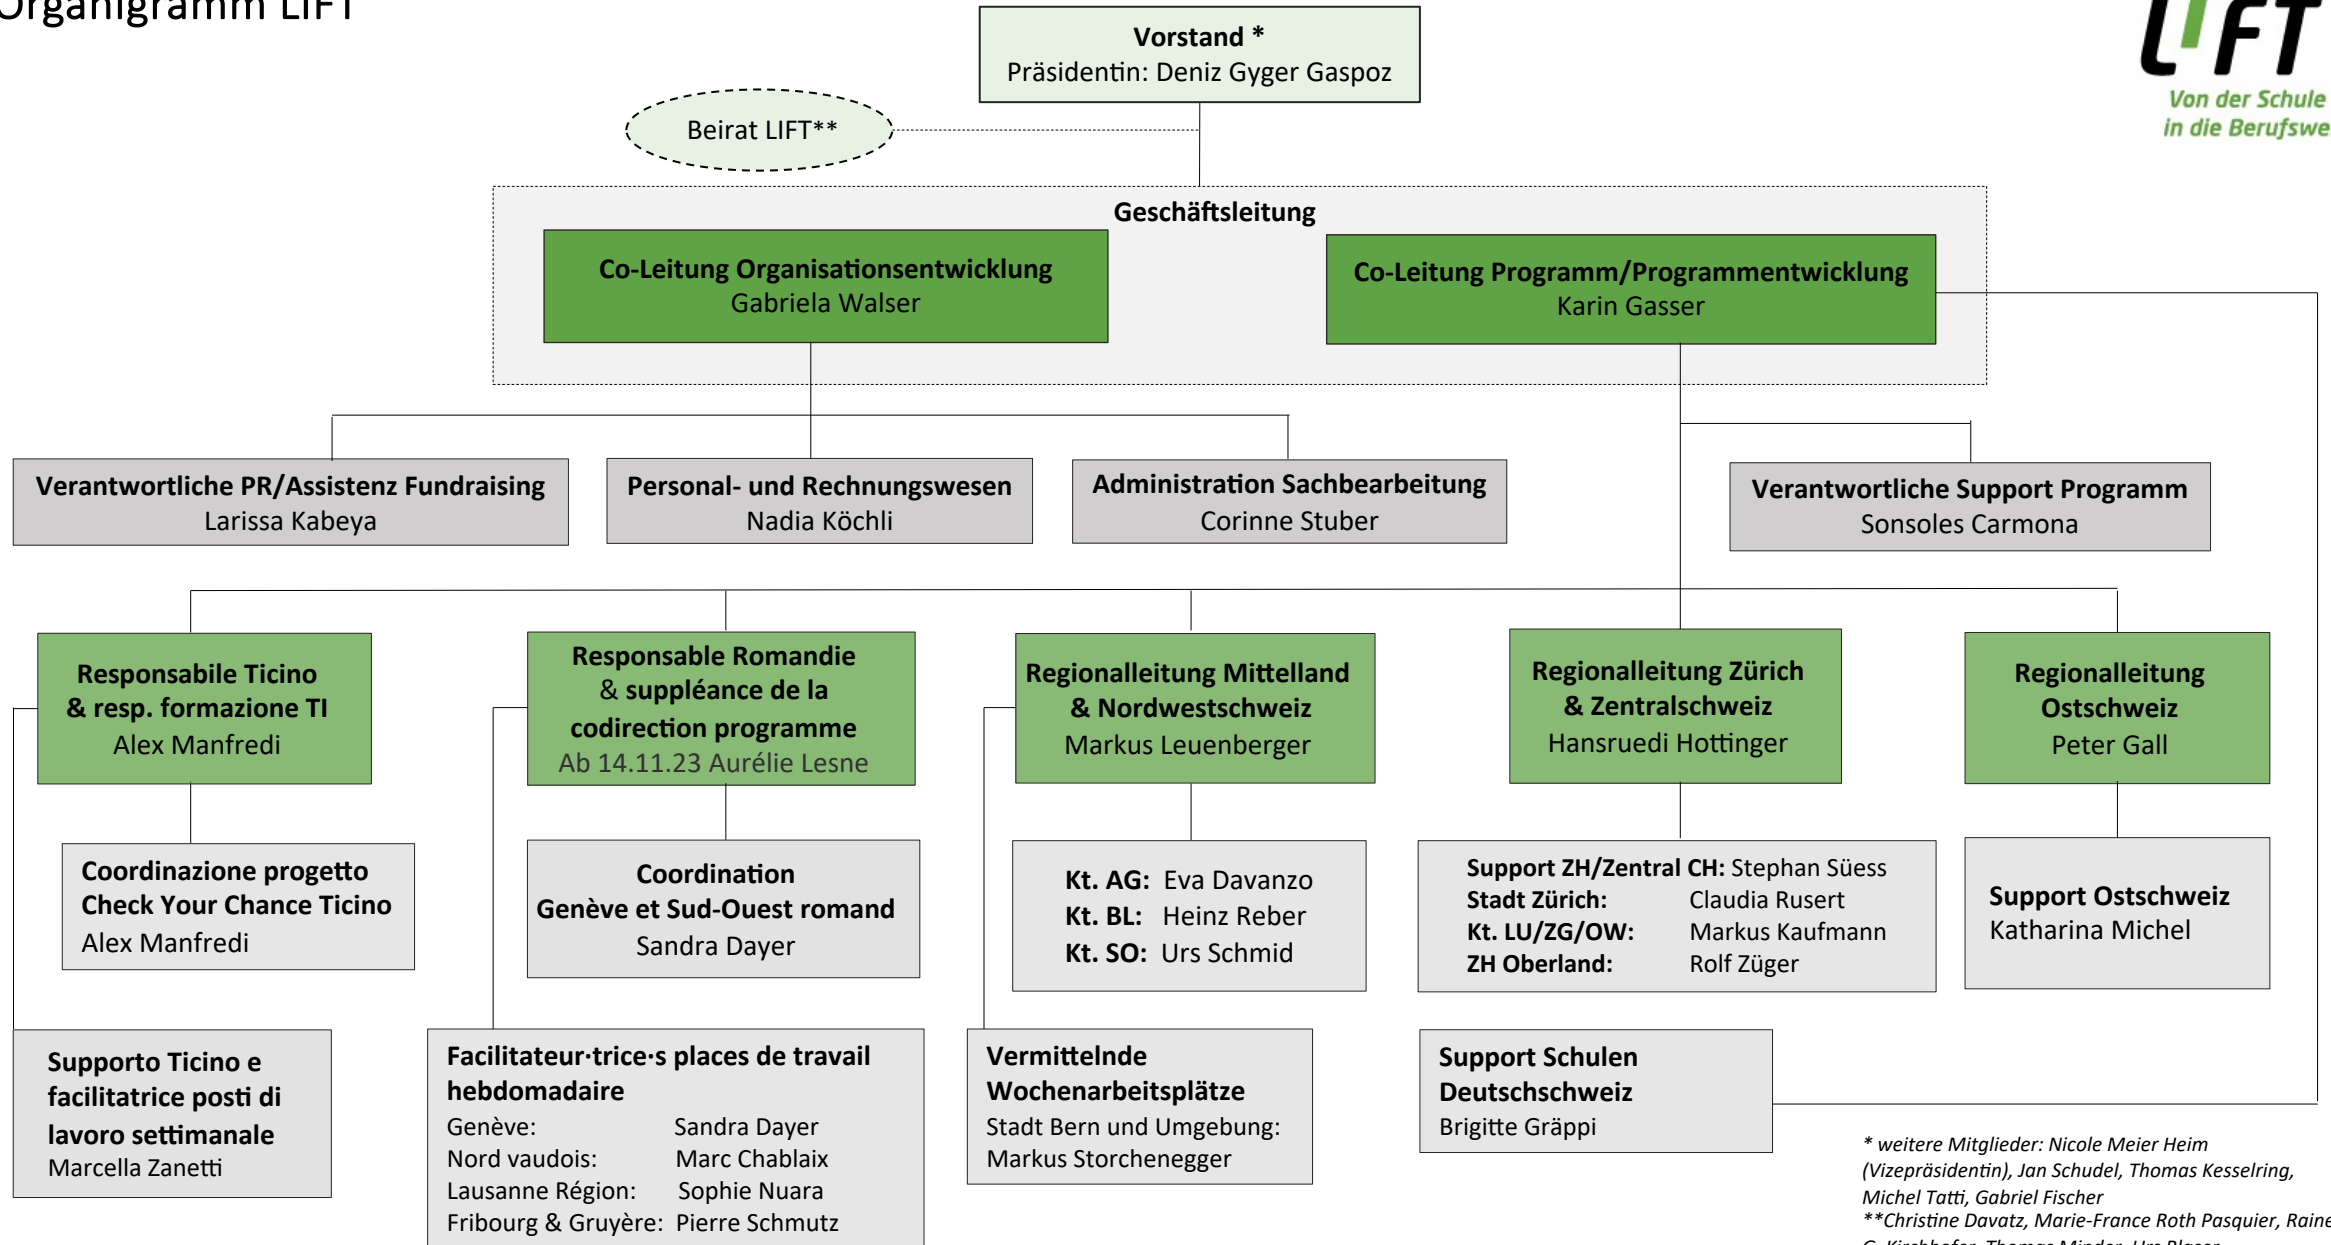 Organigramm LIFT
LIFT
Von der Schule
in die Berufswe
Vorstand *
Präsidentin: Deniz Gyger Gaspoz
Beirat LIFT**
Geschäftsleitung
Co-Leitung Organisationsentwicklung
Gabriela Walser
Co-Leitung Programm/Programmentwicklung
Karin Gasser
Verantwortliche PR/Assistenz Fundraising
Larissa Kabeya
Personal- und Rechnungswesen
Nadia Köchli
Administration Sachbearbeitung
Corinne Stuber
Verantwortliche Support Programm
Sonsoles Carmona
Responsabile Ticino
& resp. formazione TI
Alex Manfredi
Responsable Romandie
& suppléance de la
codirection programme
Ab 14.11.23 Aurélie Lesne
Regionalleitung Mittelland
& Nordwestschweiz
Markus Leuenberger
Regionalleitung Zürich
& Zentralschweiz
Hansruedi Hottinger
Regionalleitung
Ostschweiz
Peter Gall
Coordinazione progetto
Check Your Chance Ticino
Alex Manfredi
Coordination
Genève et Sud-Ouest romand
Sandra Dayer
Kt. AG: Eva Davanzo
Kt. BL: Heinz Reber
Kt. SO: Urs Schmid
Support ZH/Zentral CH: Stephan Süess
Stadt Zürich: Claudia Rusert
Kt. LU/ZG/OW: Markus Kaufmann
ZH Oberland: Rolf Züger
Support Ostschweiz
Katharina Michel
Supporto Ticino e
facilitatrice posti di
lavoro settimanale
Marcella Zanetti
Facilitateur·trice·s places de travail
hebdomadaire
Genève: Sandra Dayer
Nord vaudois: Marc Chablaix
Lausanne Région: Sophie Nuara
Fribourg & Gruyère: Pierre Schmutz
Vermittelnde
Wochenarbeitsplätze
Stadt Bern und Umgebung:
Markus Storchenegger
Support Schulen
Deutschschweiz
Brigitte Gräppi
* weitere Mitglieder: Nicole Meier Heim
(Vizepräsidentin), Jan Schudel, Thomas Kesselring,
Michel Tatti, Gabriel Fischer
**Christine Davatz, Marie-France Roth Pasquier, Raine
G. Kirchhofer, Thomas Minder, Urs Blaser